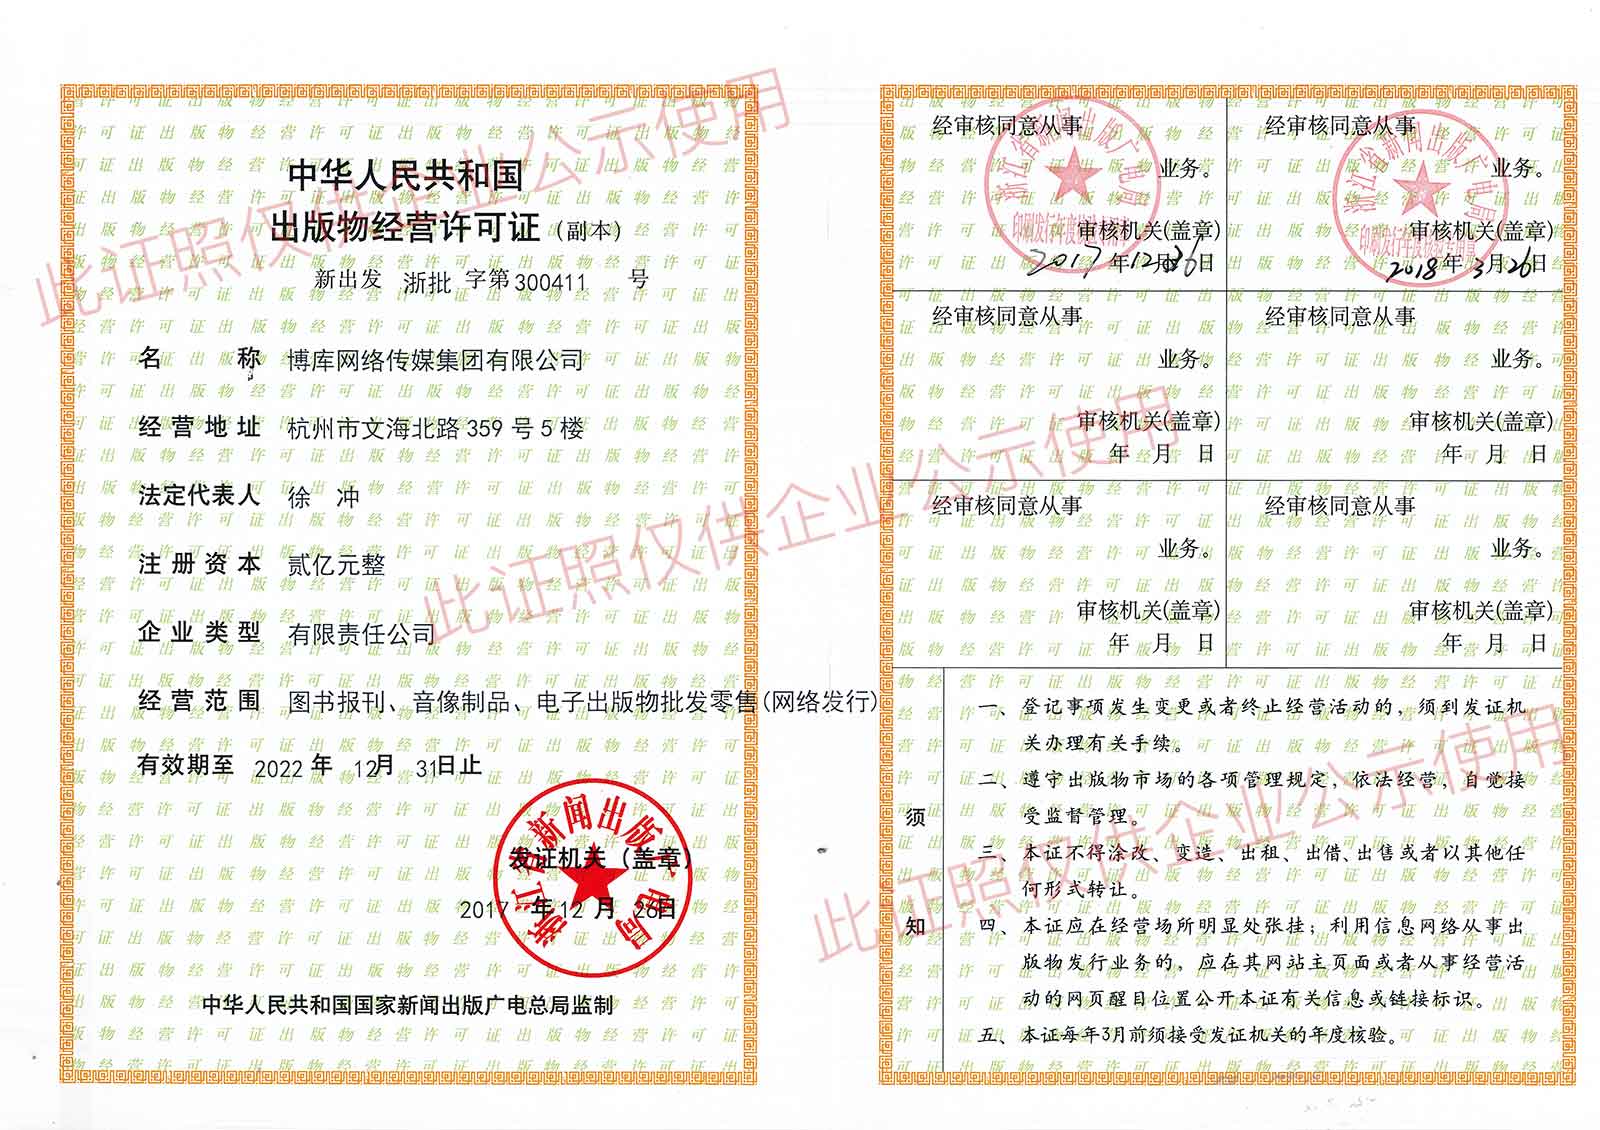 中华人民共和国
出版物经营许可证(副本)
新出发 浙批 字第300411 号
名 称 博库网络传媒集团有限公司
经营地址 杭州市文海北路359号5楼
法定代表人 徐 冲
注册资本 贰亿元整
企业类型 有限责任公司
经营范围 图书报刊、音像制品、电子出版物批发零售(网络发行)
有效期至 2022年 12月 31日止
发证机关(盖章)
2017 年12月 26日
浙江省新闻出版广电局
中华人民共和国国家新闻出版广电总局监制
经审核同意从事
业务。
审核机关(盖章)
2017年12月26日
浙江省新闻出版广电局
经审核同意从事
业务。
审核机关(盖章)
2018年3月26日
浙江省新闻出版广电局
经审核同意从事
业务。
审核机关(盖章)
年 月 日
经审核同意从事
业务。
审核机关(盖章)
年 月 日
经审核同意从事
业务。
审核机关(盖章)
年 月 日
经审核同意从事
业务。
审核机关(盖章)
年 月 日
须知
一、登记事项发生变更或者终止经营活动的，须到发证机
关办理有关手续。
二、遵守出版物市场的各项管理规定，依法经营，自觉接
受监督管理。
三、本证不得涂改、变造、出租、出借、出售或者以其他任
何形式转让。
四、本证应在经营场所明显处张挂；利用信息网络从事出
版物发行业务的，应在其网站主页面或者从事经营活
动的网页醒目位置公开本证有关信息或链接标识。
五、本证每年3月前须接受发证机关的年度核验。
此证照仅供企业公示使用
此证照仅供企业公示使用
此证照仅供企业公示使用